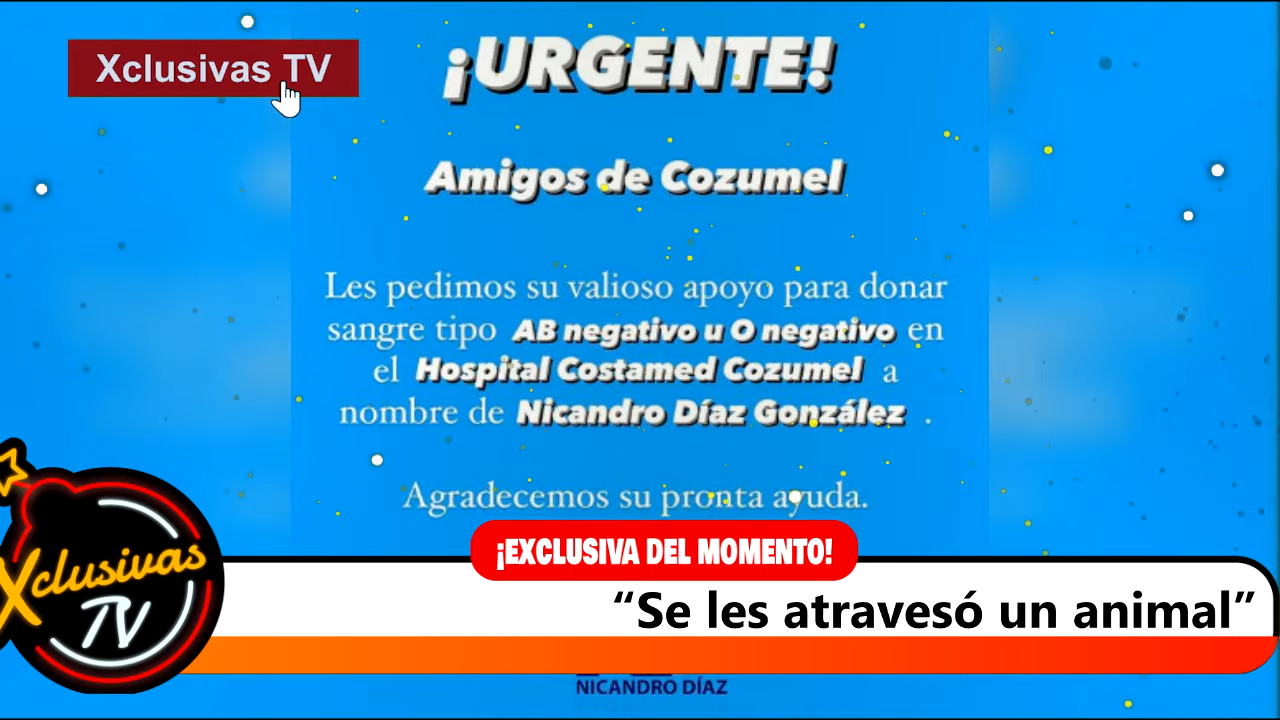 Xclusivas TV
¡URGENTE!
Amigos de Cozumel
Les pedimos su valioso apoyo para donar
sangre tipo AB negativo u O negativo en
el Hospital Costamed Cozumel a
nombre de Nicandro Díaz González .
Agradecemos su pronta ayuda.
¡EXCLUSIVA DEL MOMENTO!
“Se les atravesó un animal”
Xclusivas
TV
NICANDRO DÍAZ